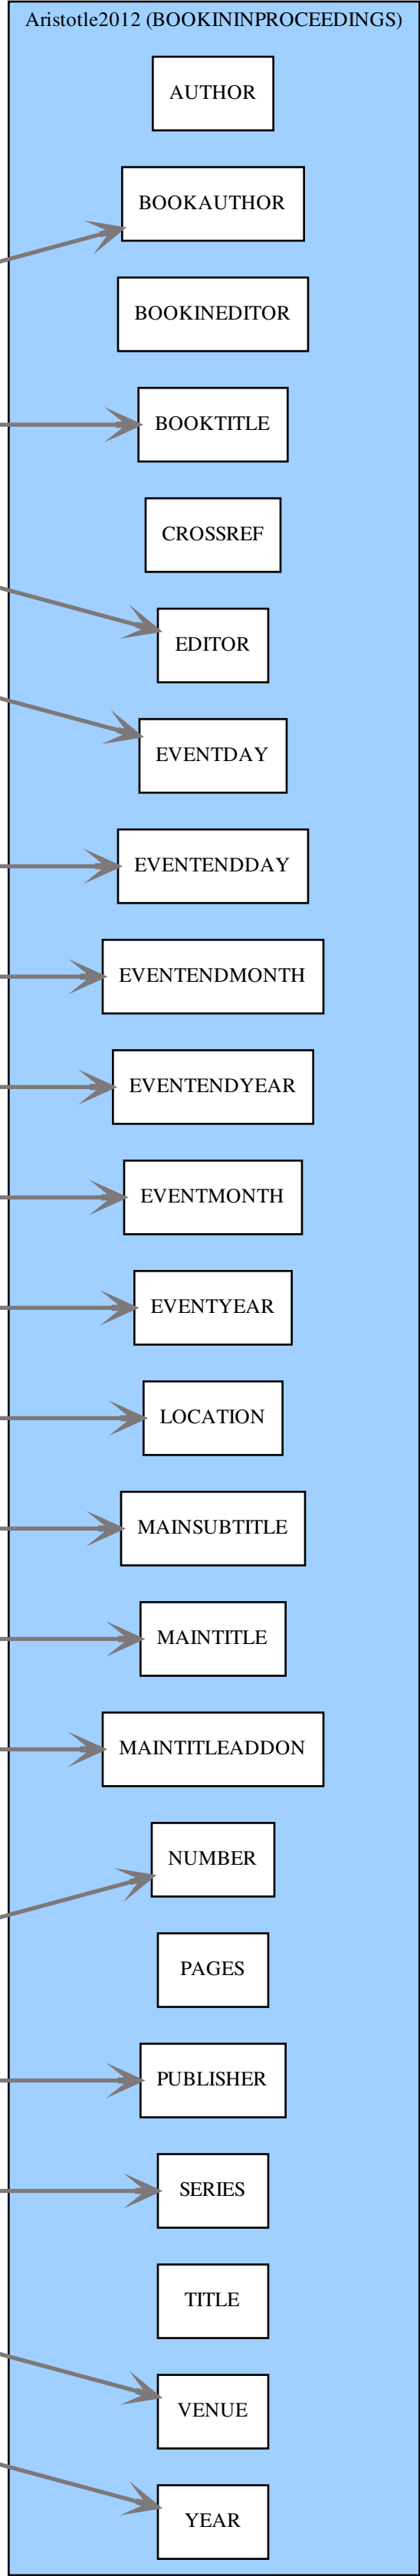 Aristotle2012 (BOOKININPROCEEDINGS)
AUTHOR
BOOKAUTHOR
BOOKINEDITOR
BOOKTITLE
CROSSREF
EDITOR
EVENTDAY
EVENTENDDAY
EVENTENDMONTH
EVENTENDYEAR
EVENTMONTH
EVENTYEAR
LOCATION
MAINSUBTITLE
MAINTITLE
MAINTITLEADDON
NUMBER
PAGES
PUBLISHER
SERIES
TITLE
VENUE
YEAR